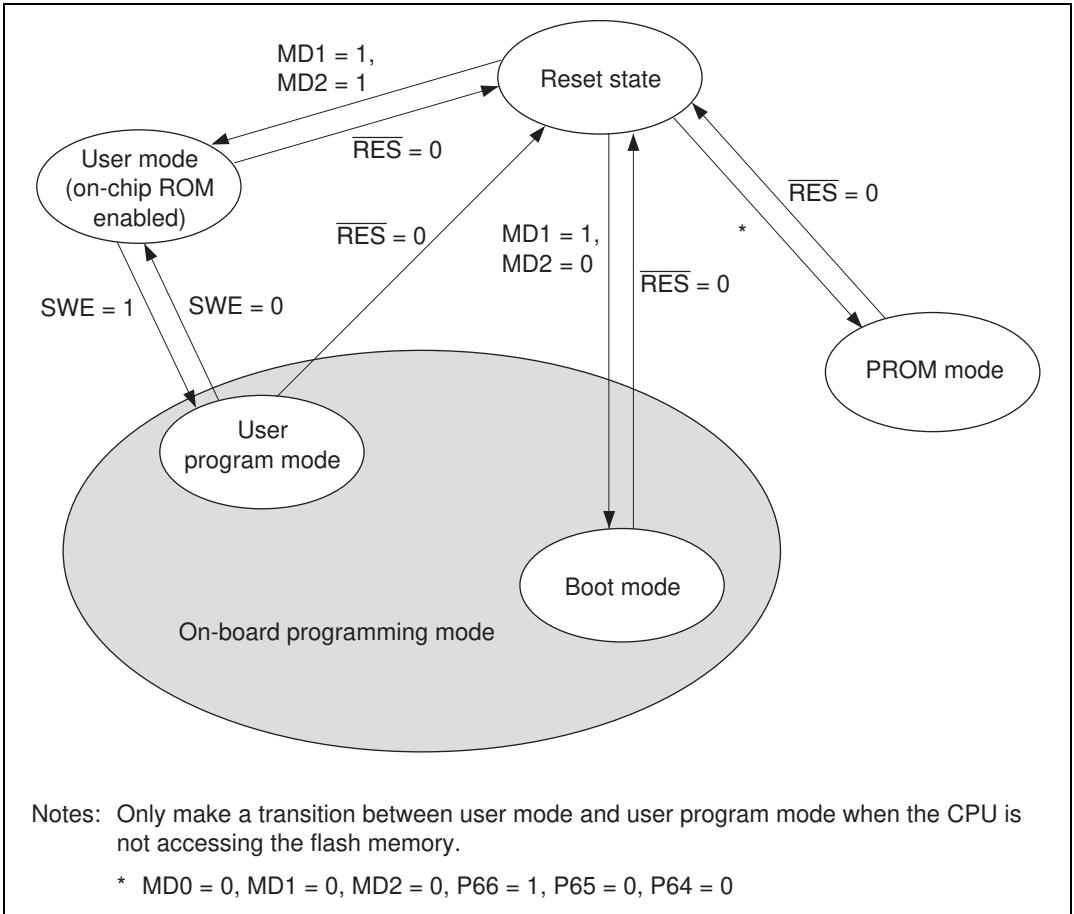 MD1 = 1,
MD2 = 1
Reset state
RES = 0
User mode
(on-chip ROM
enabled)
RES = 0
RES = 0
MD1 = 1,
MD2 = 0
*
RES = 0
SWE = 1
SWE = 0
PROM mode
User
program mode
Boot mode
On-board programming mode
Notes: Only make a transition between user mode and user program mode when the CPU is
not accessing the flash memory.
* MD0 = 0, MD1 = 0, MD2 = 0, P66 = 1, P65 = 0, P64 = 0